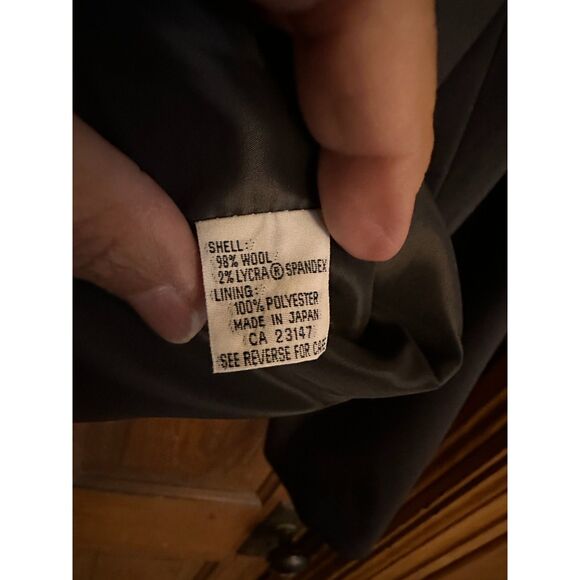 SHELL:
98% WOOL
2% LYCRA® SPANDEX
LINING:
100% POLYESTER
MADE IN JAPAN
CA 23147
SEE REVERSE FOR CARE